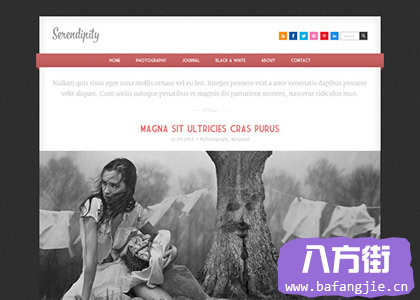 Serendipity
HOME PHOTOGRAPHY JOURNAL BLACK & WHITE ABOUT CONTACT
Nullam quis risus eget urna mollis ornare vel eu leo. Integer posuere erat a ante venenatis dapibus posuere
velit aliquet. Cum sociis natoque penatibus et magnis dis parturient montes, nascetur ridiculus mus.
MAGNA SIT ULTRICIES CRAS PURUS
八方街
www.bafangjie.cn